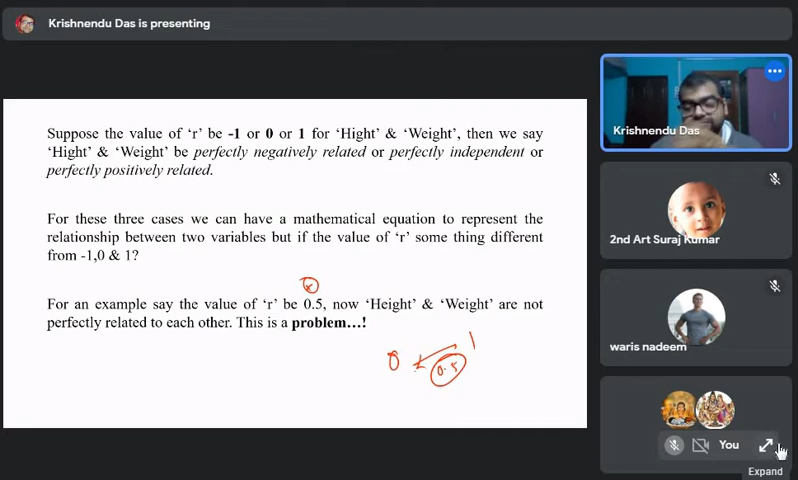 Krishnendu Das is presenting
Suppose the value of ‘r’ be -1 or 0 or 1 for ‘Hight’ & ‘Weight’, then we say
‘Hight’ & ‘Weight’ be perfectly negatively related or perfectly independent or
perfectly positively related.
For these three cases we can have a mathematical equation to represent the
relationship between two variables but if the value of ‘r’ some thing different
from -1,0 & 1?
For an example say the value of ‘r’ be 0.5, now ‘Height’ & ‘Weight’ are not
perfectly related to each other. This is a problem…!
0 0.5 1
Krishnendu Das
2nd Art Suraj Kumar
waris nadeem
You
Expand